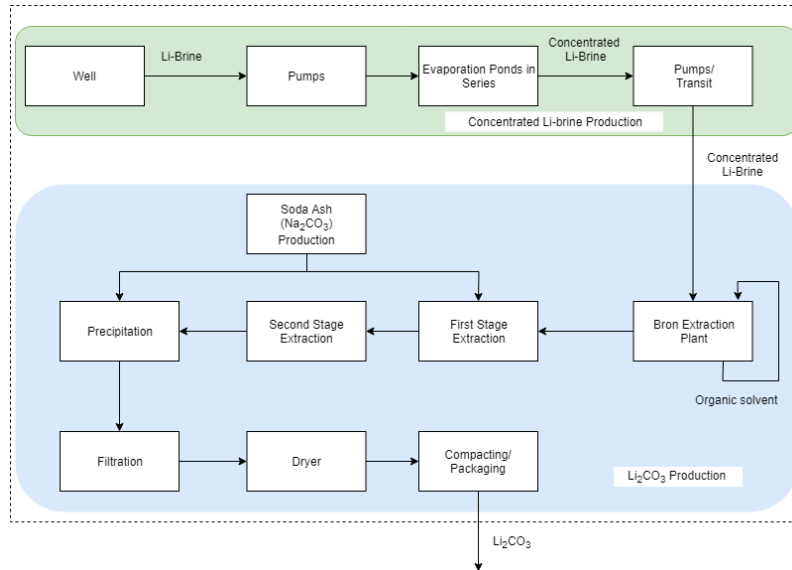 Li-Brine
Concentrated
Li-Brine
Well
Pumps
Evaporation Ponds in
Series
Pumps/
Transit
Concentrated Li-brine Production
Concentrated
Li-Brine
Soda Ash
(Na₂CO₃)
Production
Precipitation
Second Stage
Extraction
First Stage
Extraction
Bron Extraction
Plant
Organic solvent
Filtration
Dryer
Compacting/
Packaging
Li₂CO₃ Production
Li₂CO₃